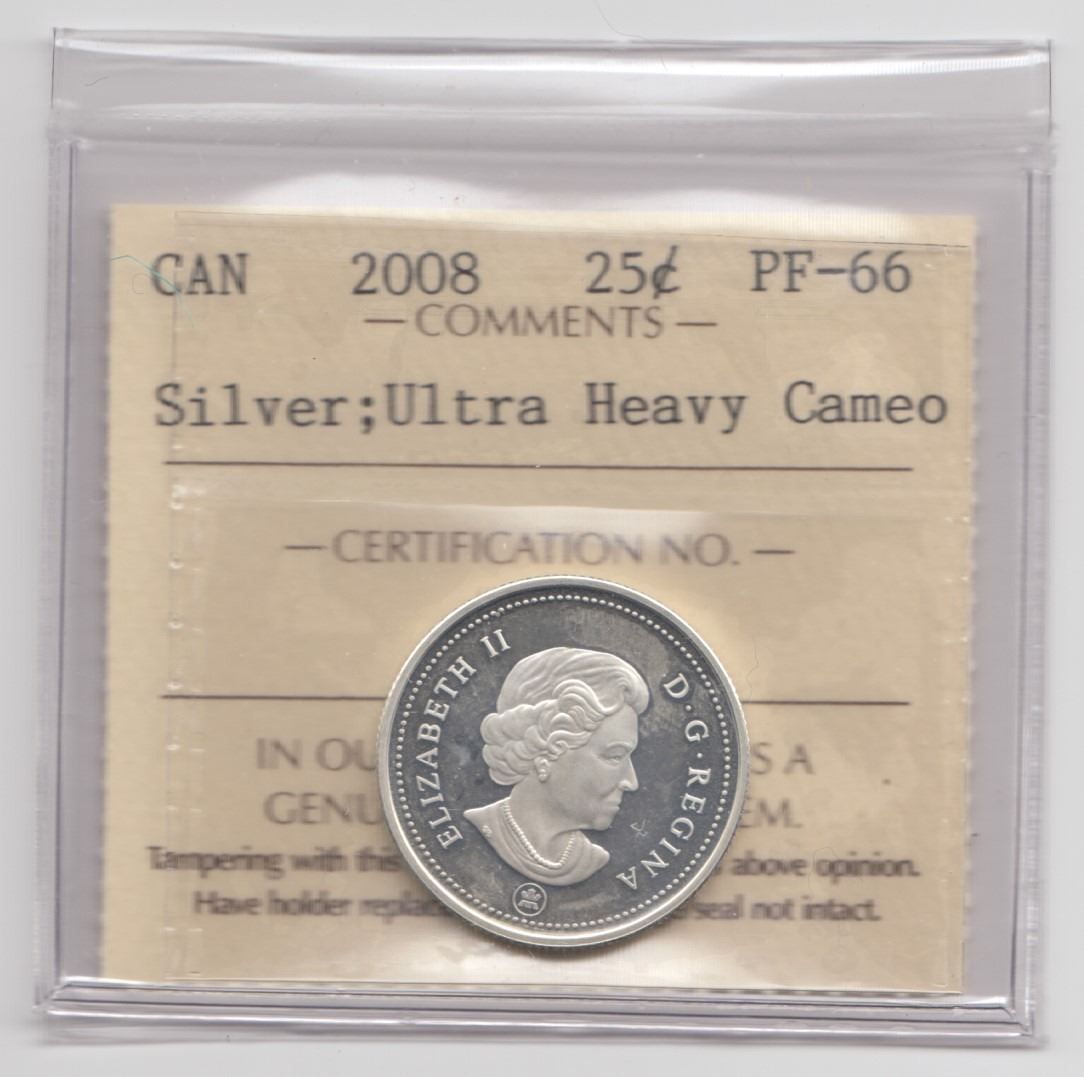 CAN 2008 25¢ PF-66
— COMMENTS —
Silver;Ultra Heavy Cameo
— CERTIFICATION NO. —
ELIZABETH II D·G·REGINA
IN OU S A
GENU EM.
Tampering with this above opinion.
Have holder replac seal not intact.